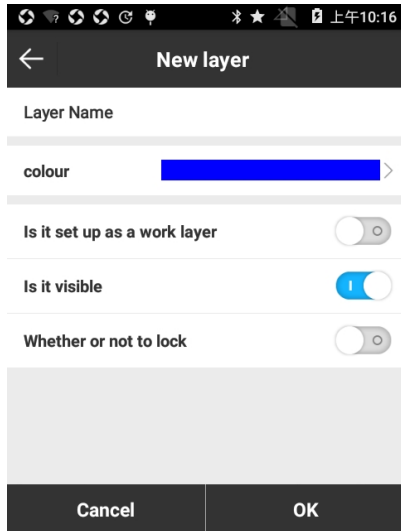 上午10:16
New layer
Layer Name
colour
Is it set up as a work layer
Is it visible
Whether or not to lock
Cancel OK